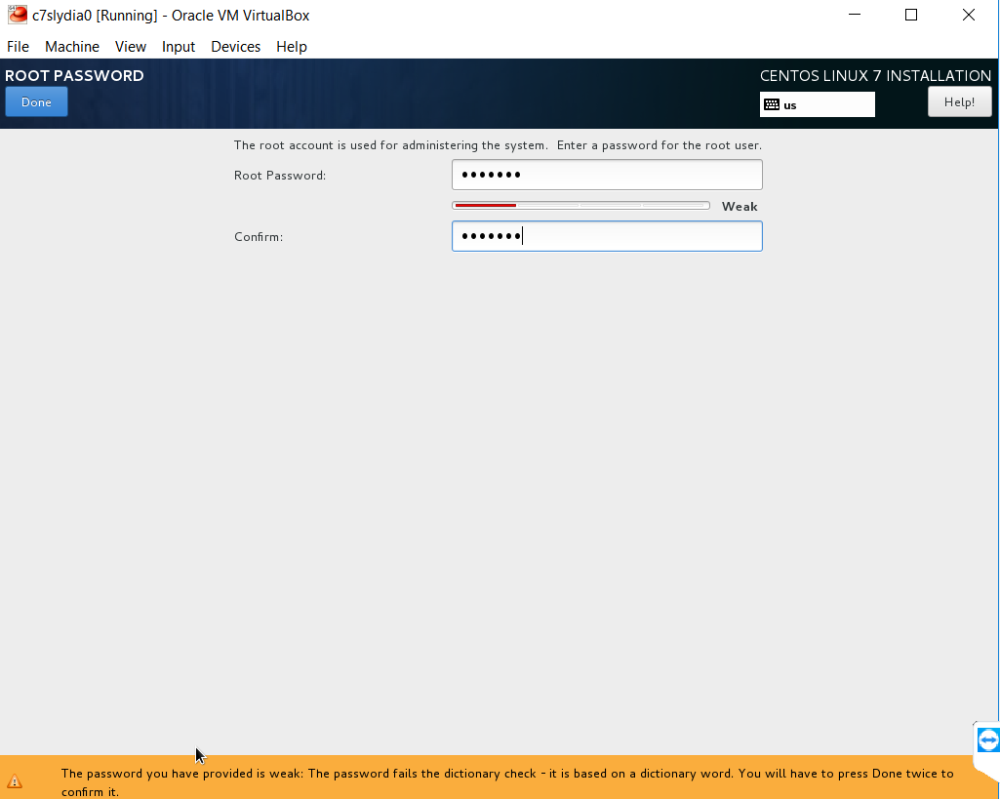 c7slydia0 [Running] - Oracle VM VirtualBox
File Machine View Input Devices Help
ROOT PASSWORD
CENTOS LINUX 7 INSTALLATION
Done
us
Help!
The root account is used for administering the system. Enter a password for the root user.
Root Password: •••••••
Weak
Confirm: •••••••
The password you have provided is weak: The password fails the dictionary check - it is based on a dictionary word. You will have to press Done twice to
confirm it.